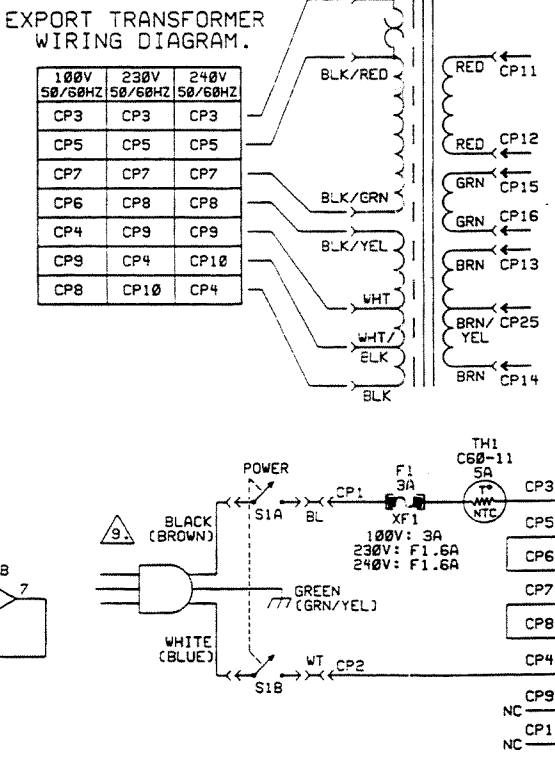 EXPORT TRANSFORMER
WIRING DIAGRAM.
100V 230V 240V
50/60HZ 50/60HZ 50/60HZ
CP3 CP3 CP3
CP5 CP5 CP5
CP7 CP7 CP7
CP6 CP8 CP8
CP4 CP9 CP9
CP9 CP4 CP10
CP8 CP10 CP4
BLK/RED
BLK/GRN
BLK/YEL
WHT
WHT/
BLK
BLK
RED CP11
RED CP12
GRN CP15
GRN CP16
BRN CP13
BRN/ CP25
YEL
BRN CP14
POWER
S1A
BL
CP1
F1
3A
XF1
100V: 3A
230V: F1.6A
240V: F1.6A
TH1
C60-11
5A
T°
NTC
CP3
CP5
CP6
CP7
CP8
CP4
CP9
NC
CP1
NC
9.
BLACK
(BROWN)
GREEN
(GRN/YEL)
WHITE
(BLUE)
S1B
WT
CP2
B
7